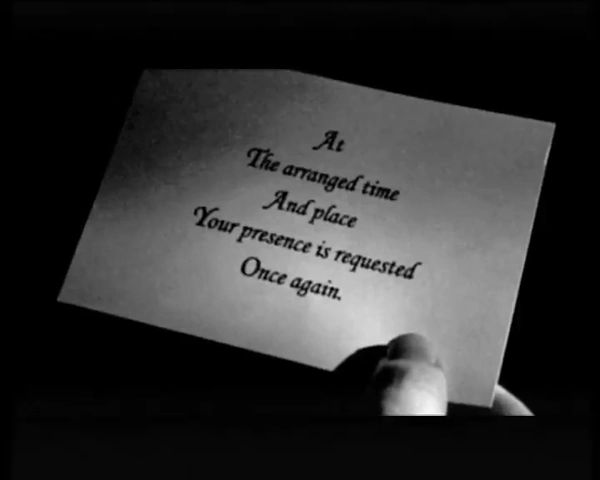 At
The arranged time
And place
Your presence is requested
Once again.